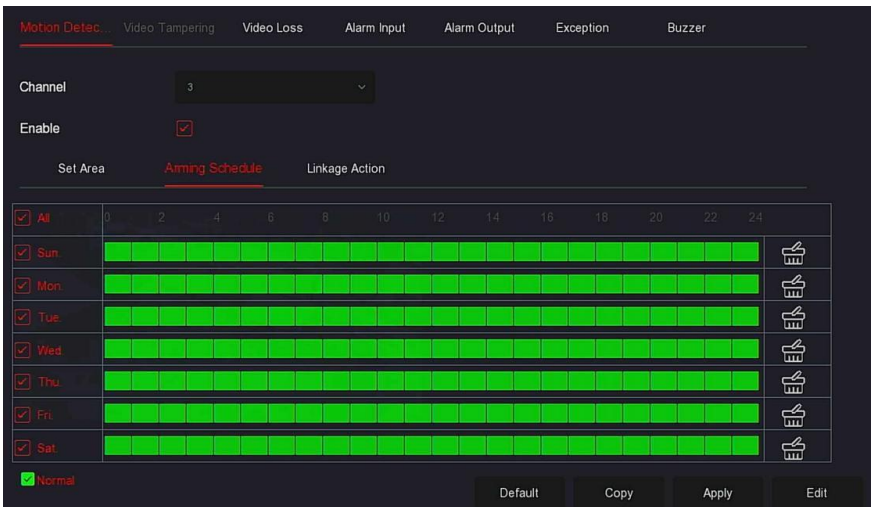 Motion Detec... Video Tampering Video Loss Alarm Input Alarm Output Exception Buzzer
Channel 3
Enable
Set Area Arming Schedule Linkage Action
All 0 2 4 6 8 10 12 14 16 18 20 22 24
Sun.
Mon.
Tue.
Wed.
Thu.
Fri.
Sat.
Normal
Default Copy Apply Edit